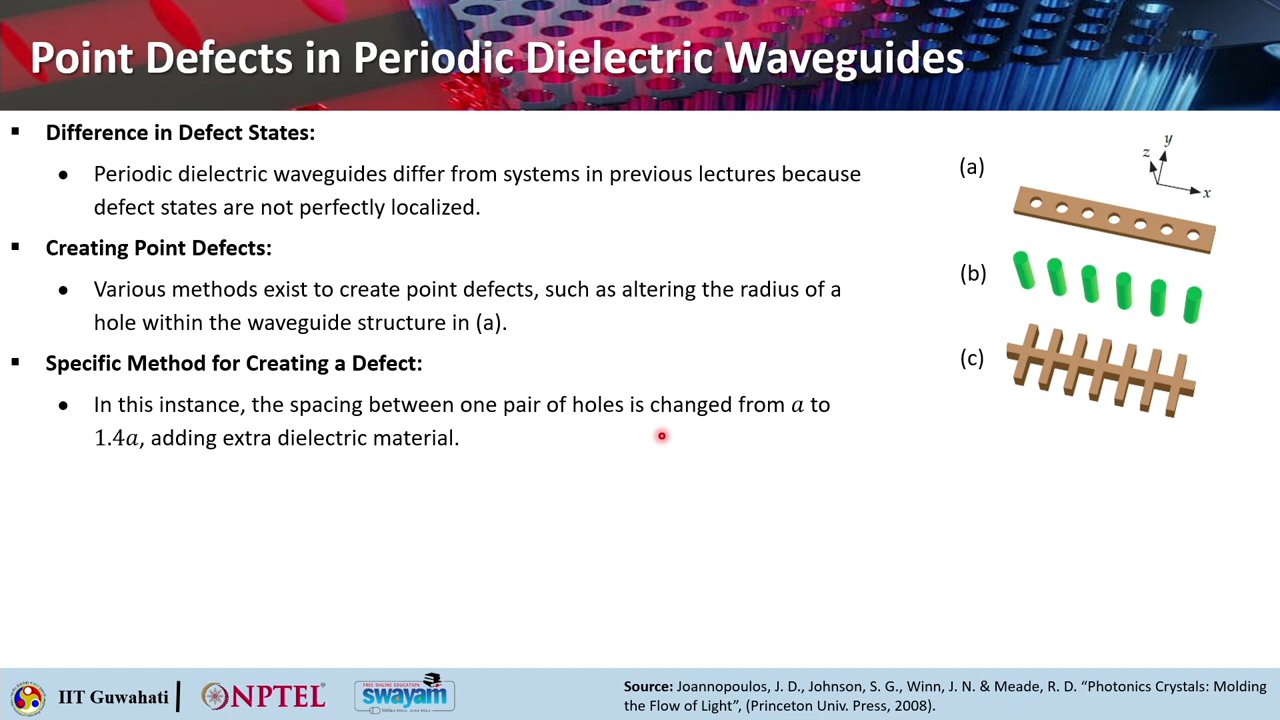 Point Defects in Periodic Dielectric Waveguides
▪ Difference in Defect States:
• Periodic dielectric waveguides differ from systems in previous lectures because
defect states are not perfectly localized.
▪ Creating Point Defects:
• Various methods exist to create point defects, such as altering the radius of a
hole within the waveguide structure in (a).
▪ Specific Method for Creating a Defect:
• In this instance, the spacing between one pair of holes is changed from a to
1.4a, adding extra dielectric material.
y
z
x
(a)
(b)
(c)
IIT Guwahati
NPTEL
FREE ONLINE EDUCATION
swayam
Source: Joannopoulos, J. D., Johnson, S. G., Winn, J. N. & Meade, R. D. “Photonics Crystals: Molding
the Flow of Light”, (Princeton Univ. Press, 2008).